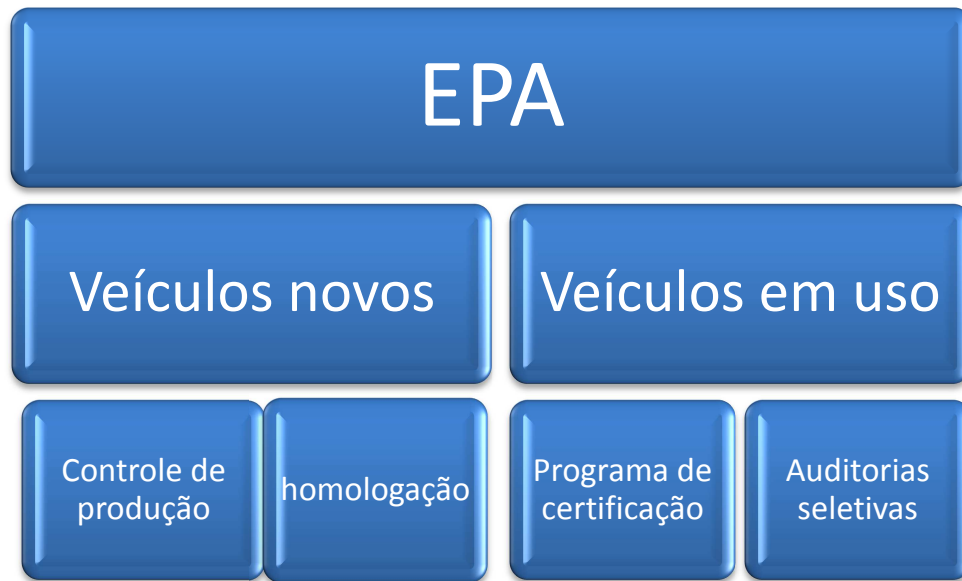 EPA
Veículos novos
Veículos em uso
Controle de
produção
homologação
Programa de
certificação
Auditorias
seletivas